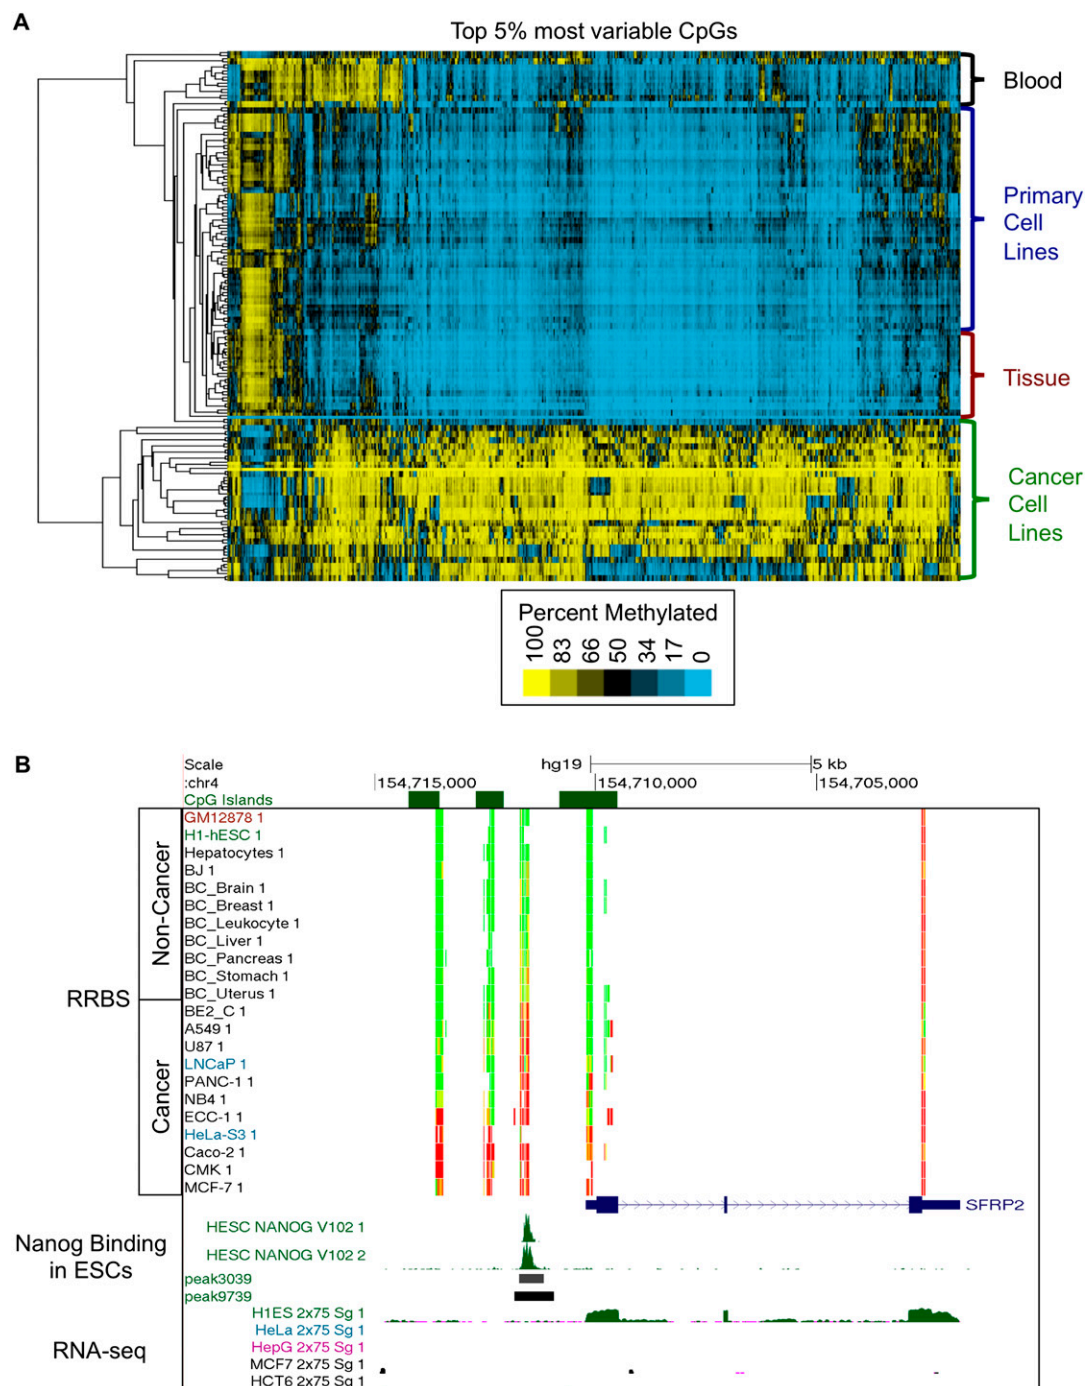 A
Top 5% most variable CpGs
Blood
Primary
Cell
Lines
Tissue
Cancer
Cell
Lines
Percent Methylated
100 83 66 50 34 17 0
B
Scale
hg19
5 kb
:chr4
154,715,000
154,710,000
154,705,000
CpG Islands
RRBS
Non-Cancer
GM12878 1
H1-hESC 1
Hepatocytes 1
BJ 1
BC_Brain 1
BC_Breast 1
BC_Leukocyte 1
BC_Liver 1
BC_Pancreas 1
BC_Stomach 1
BC_Uterus 1
Cancer
BE2_C 1
A549 1
U87 1
LNCaP 1
PANC-1 1
NB4 1
ECC-1 1
HeLa-S3 1
Caco-2 1
CMK 1
MCF-7 1
SFRP2
Nanog Binding
in ESCs
HESC NANOG V102 1
HESC NANOG V102 2
peak3039
peak9739
RNA-seq
H1ES 2x75 Sg 1
HeLa 2x75 Sg 1
HepG 2x75 Sg 1
MCF7 2x75 Sg 1
HCT6 2x75 Sg 1